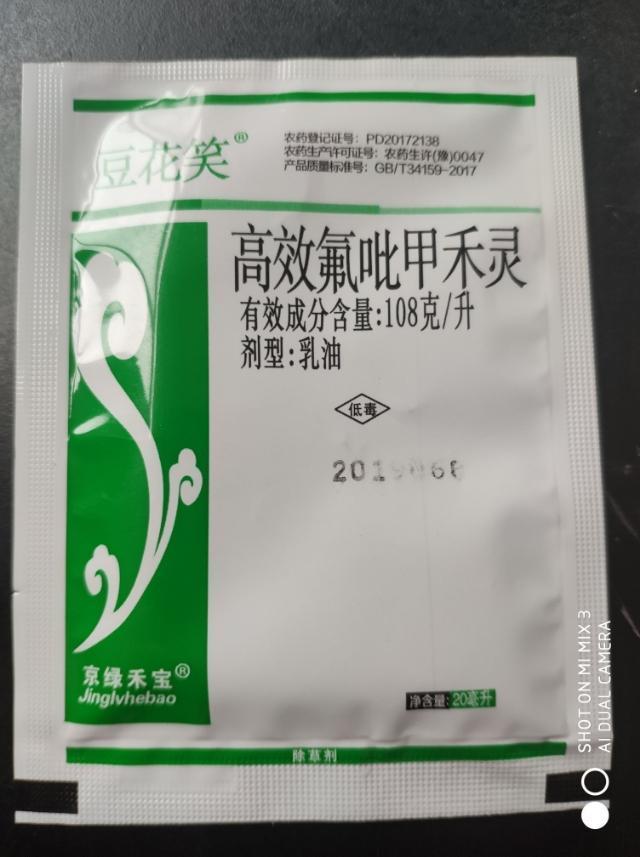 豆花笑®
农药登记证号：PD20172138
农药生产许可证号：农药生许(豫)0047
产品质量标准号：GB/T34159-2017
高效氟吡甲禾灵
有效成分含量:108克/升
剂型:乳油
低毒
京绿禾宝®
Jinglvhebao
净含量:20毫升
除草剂
SHOT ON MI MIX 3
AI DUAL CAMERA